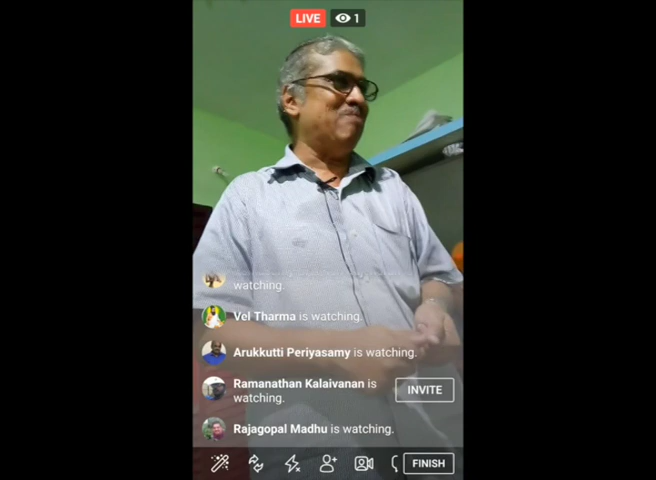 LIVE 1
watching.
Vel Tharma is watching.
Arukkutti Periyasamy is watching.
Ramanathan Kalaivanan is
watching.
INVITE
Rajagopal Madhu is watching.
FINISH